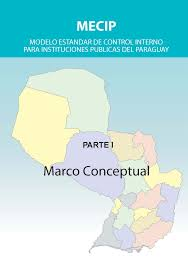 MECIP
MODELO ESTANDAR DE CONTROL INTERNO
PARA INSTITUCIONES PUBLICAS DEL PARAGUAY
PARTE I
Marco Conceptual